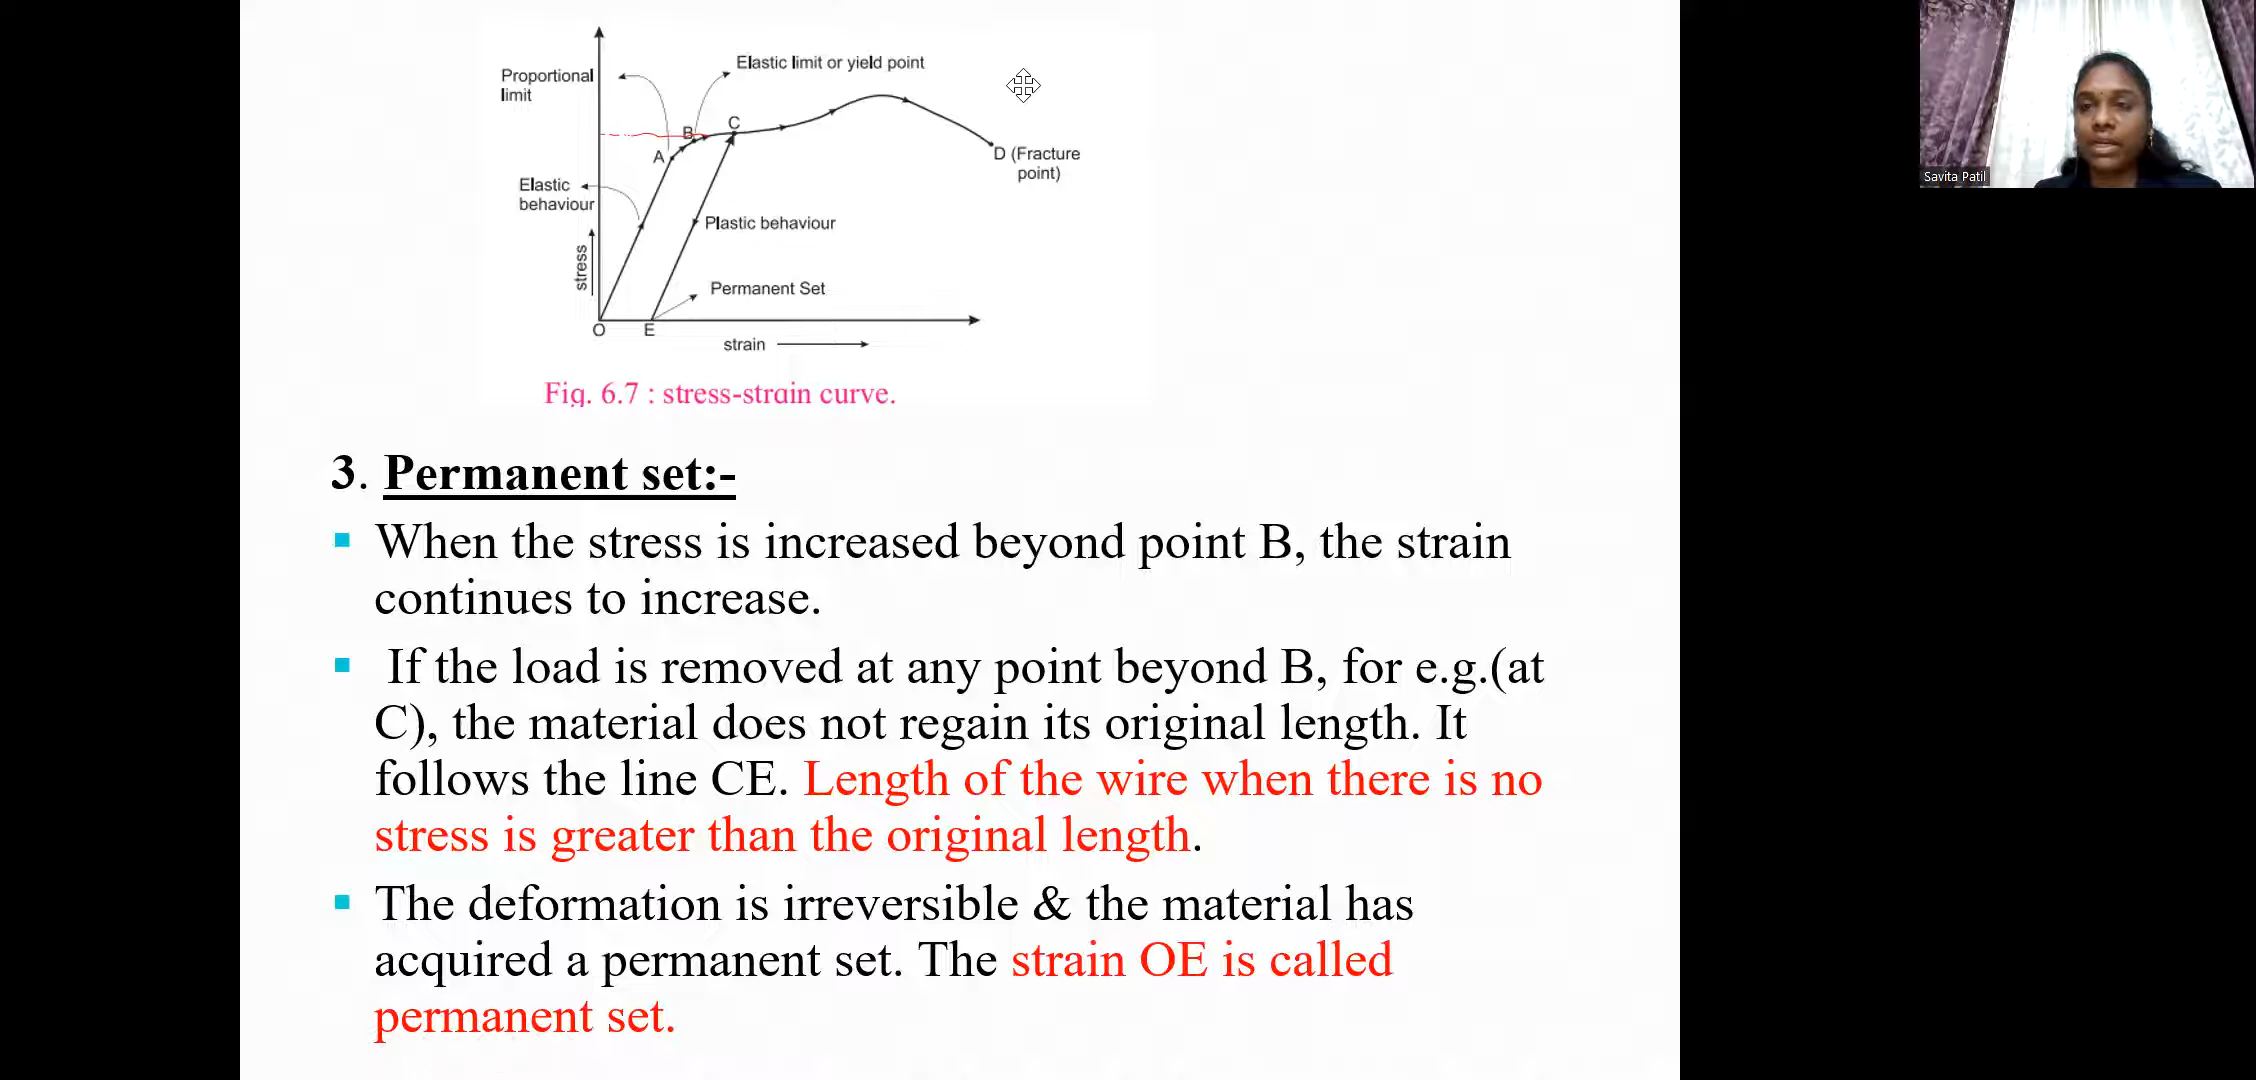 Elastic limit or yield point
Proportional
limit
B
C
A
D (Fracture
point)
Elastic
behaviour
Plastic behaviour
stress
Permanent Set
O
E
strain
Fig. 6.7 : stress-strain curve.
3. Permanent set:-
When the stress is increased beyond point B, the strain
continues to increase.
If the load is removed at any point beyond B, for e.g.(at
C), the material does not regain its original length. It
follows the line CE. Length of the wire when there is no
stress is greater than the original length.
The deformation is irreversible & the material has
acquired a permanent set. The strain OE is called
permanent set.
Savita Patil